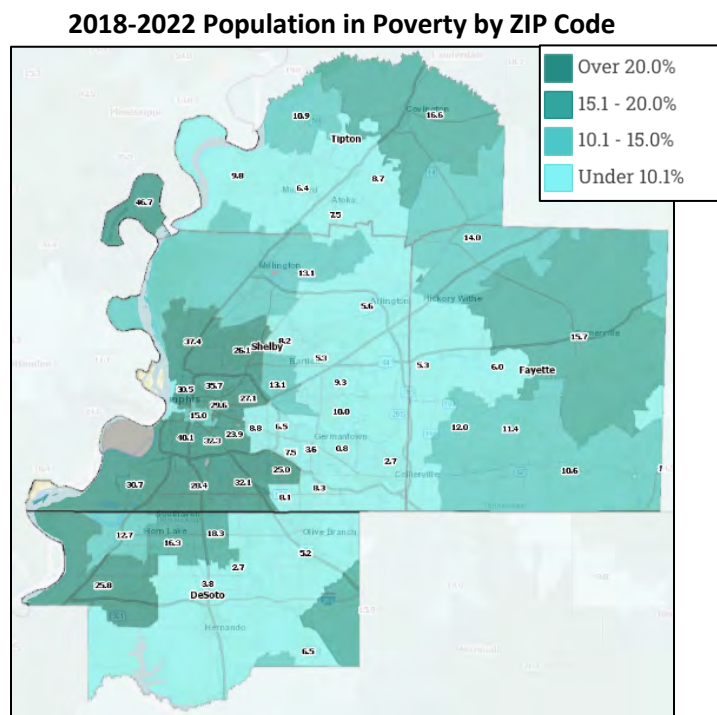 2018-2022 Population in Poverty by ZIP Code
Over 20.0%
15.1 - 20.0%
10.1 - 15.0%
Under 10.1%
Covington
10.9
16.6
Tipton
9.8
8.7
6.4
Atoka
46.7
7.5
14.0
Millington
13.1
Hickory Withe
Arlington
5.6
37.4
8.2
Shelby
26.1
15.7
5.3
5.3
6.0
Fayette
30.5
35.7
13.1
9.3
27.1
29.6
15.0
10.0
8.8
6.5
12.0
11.4
40.1
32.3
23.9
Germantown
7.5
3.6
0.8
2.7
25.0
Collierville
10.6
30.7
28.4
32.1
8.3
8.1
12.7
Horn Lake
18.3
Olive Branch
16.3
5.2
2.7
25.8
3.8
DeSoto
Hernando
6.5